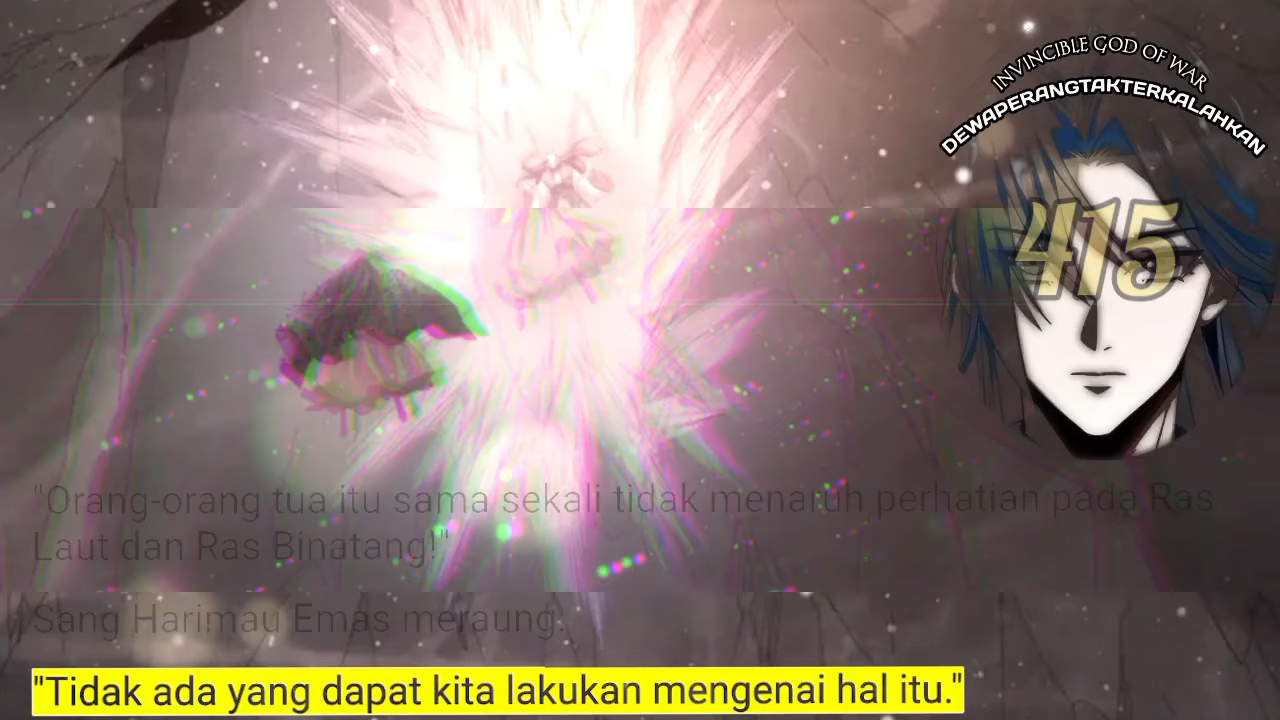 INVINCIBLE GOD OF WAR
DEWAPERANGTAKTERKALAHKAN
415
"Orang-orang tua itu sama sekali tidak menaruh perhatian pada Ras
Laut dan Ras Binatang!"
Sang Harimau Emas meraung.
"Tidak ada yang dapat kita lakukan mengenai hal itu."